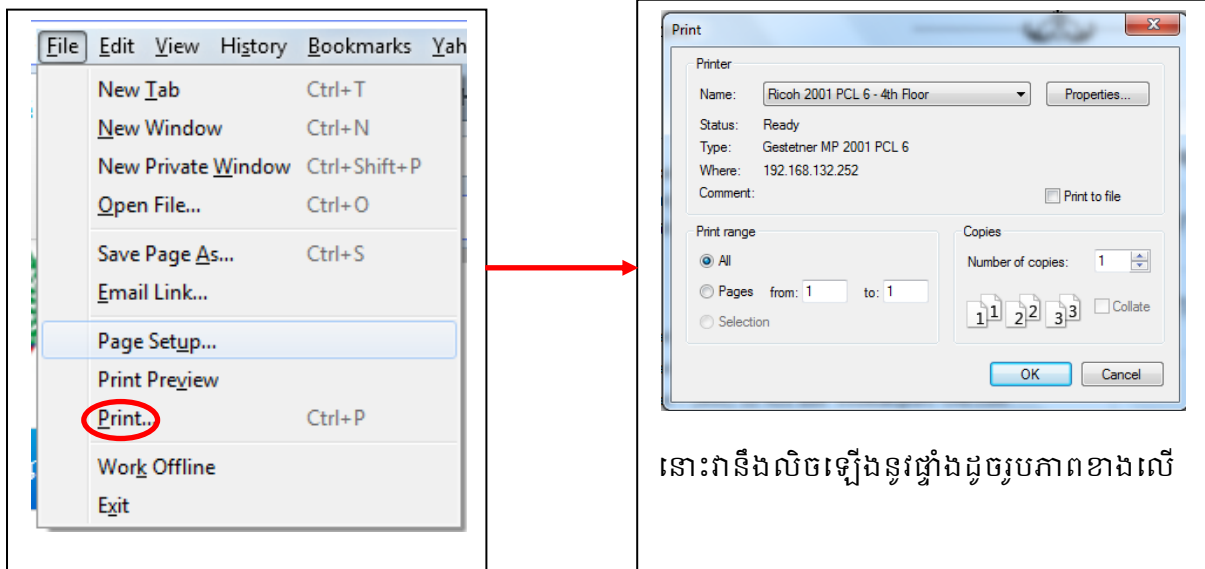 File Edit View History Bookmarks Yah
New Tab Ctrl+T
New Window Ctrl+N
New Private Window Ctrl+Shift+P
Open File... Ctrl+O
Save Page As... Ctrl+S
Email Link...
Page Setup...
Print Preview
Print... Ctrl+P
Work Offline
Exit
Print
Printer
Name: Ricoh 2001 PCL 6 - 4th Floor Properties...
Status: Ready
Type: Gestetner MP 2001 PCL 6
Where: 192.168.132.252
Comment: Print to file
Print range Copies
All Number of copies: 1
Pages from: 1 to: 1
1 1 2 2 3 3 Collate
Selection
OK Cancel
នោះវានឹងលិចឡើងនូវផ្ទាំងដូចរូបភាពខាងលើ